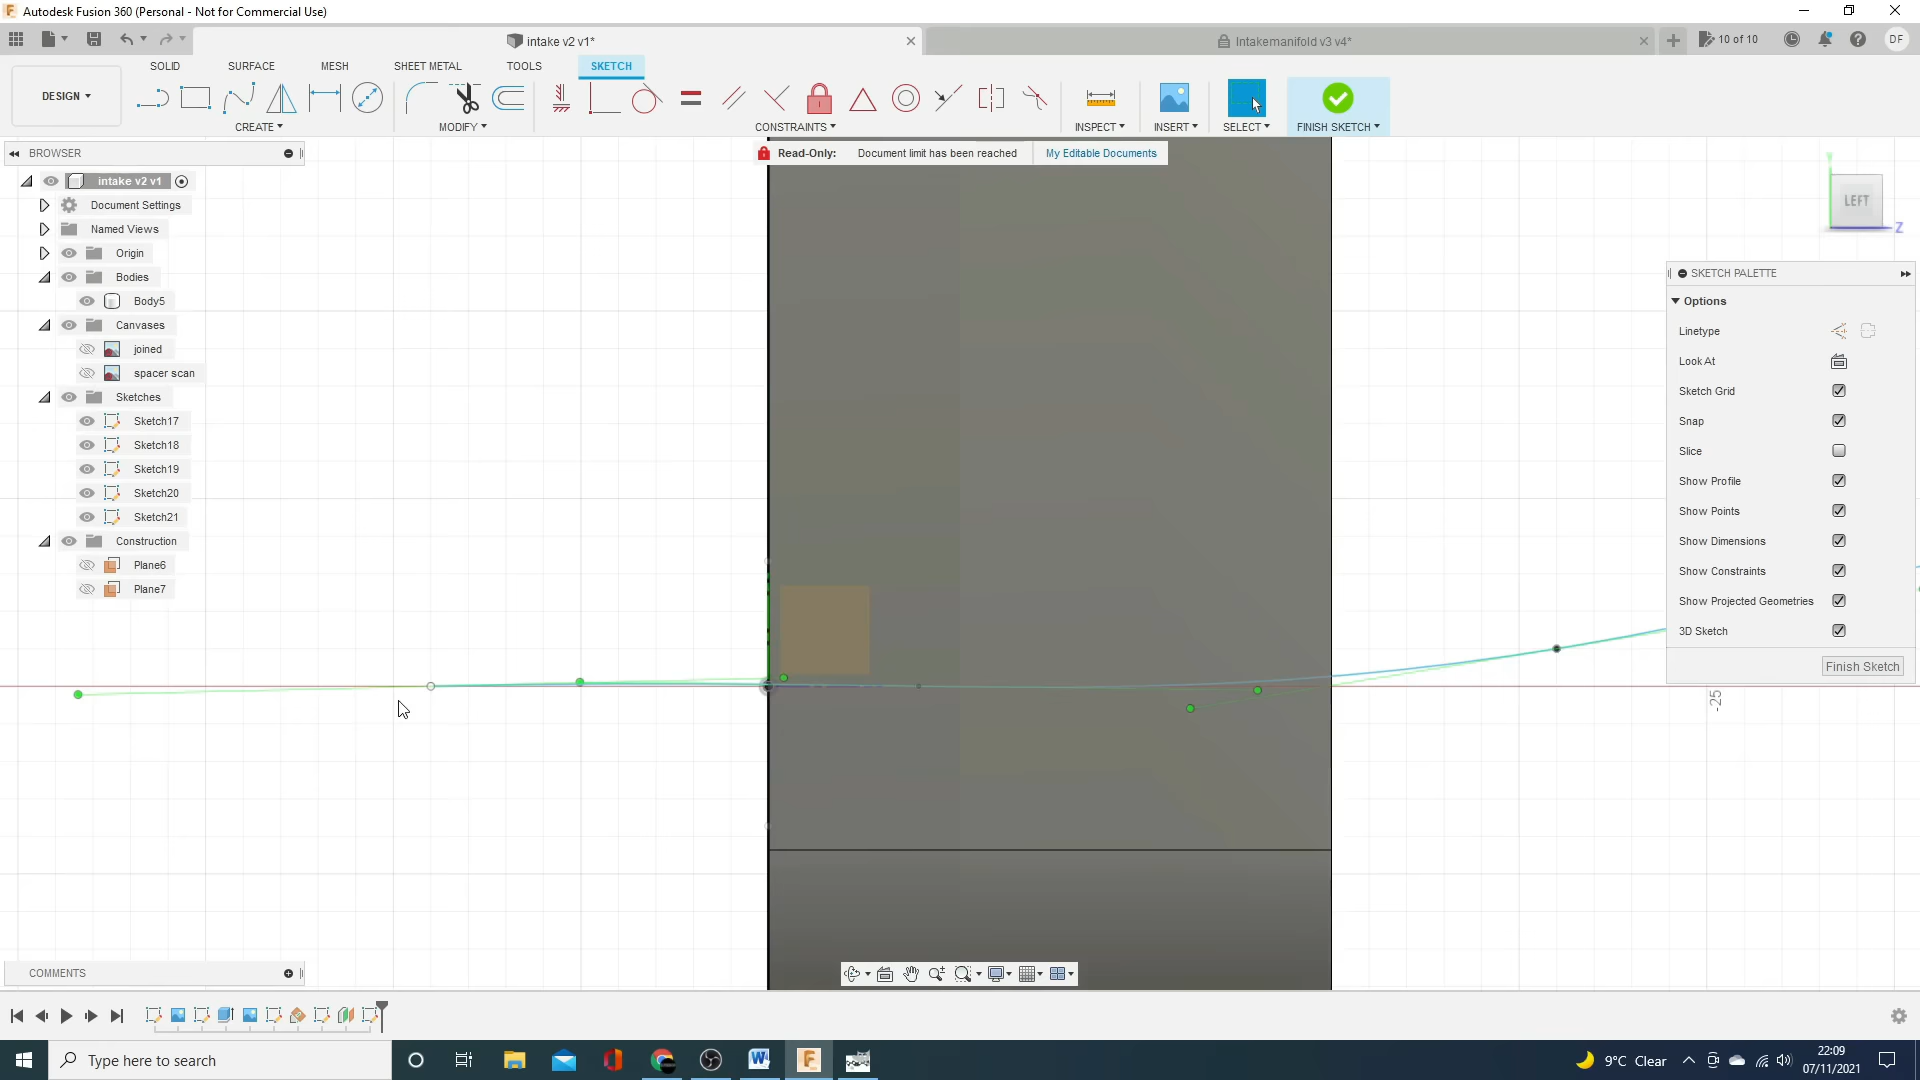 Autodesk Fusion 360 (Personal - Not for Commercial Use)
intake v2 v1*
Intakemanifold v3 v4*
10 of 10
DF
SOLID SURFACE MESH SHEET METAL TOOLS SKETCH
DESIGN
CREATE MODIFY CONSTRAINTS INSPECT INSERT SELECT FINISH SKETCH
BROWSER
Read-Only: Document limit has been reached My Editable Documents
intake v2 v1
Document Settings
Named Views
Origin
Bodies
Body5
Canvases
joined
spacer scan
Sketches
Sketch17
Sketch18
Sketch19
Sketch20
Sketch21
Construction
Plane6
Plane7
Y
LEFT
Z
SKETCH PALETTE
Options
Linetype
Look At
Sketch Grid
Snap
Slice
Show Profile
Show Points
Show Dimensions
Show Constraints
Show Projected Geometries
3D Sketch
Finish Sketch
-25
COMMENTS
Type here to search
9°C Clear
22:09
07/11/2021